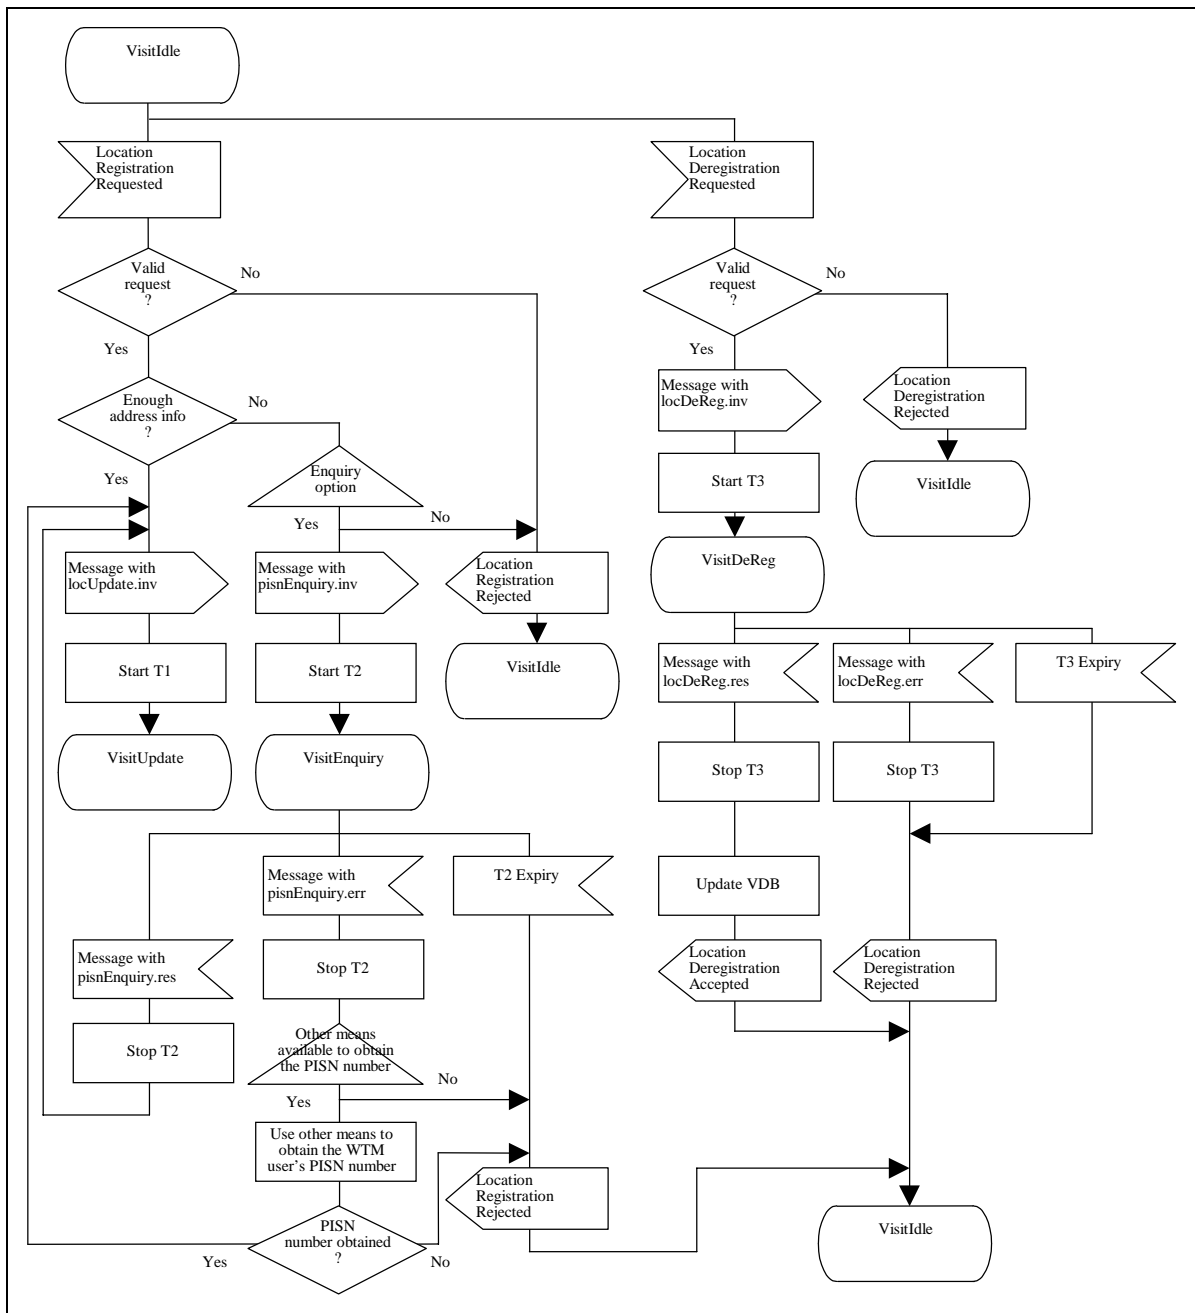 VisitIdle
Location
Registration
Requested
Location
Deregistration
Requested
Valid
request
?
No
Yes
Valid
request
?
No
Yes
Enough
address info
?
No
Yes
Message with
locDeReg.inv
Location
Deregistration
Rejected
Enquiry
option
Yes
No
Start T3
VisitIdle
Message with
locUpdate.inv
Message with
pisnEnquiry.inv
Location
Registration
Rejected
VisitDeReg
Start T1
Start T2
VisitIdle
Message with
locDeReg.res
Message with
locDeReg.err
T3 Expiry
VisitUpdate
VisitEnquiry
Stop T3
Stop T3
Message with
pisnEnquiry.err
T2 Expiry
Update VDB
Message with
pisnEnquiry.res
Stop T2
Location
Deregistration
Accepted
Location
Deregistration
Rejected
Stop T2
Other means
available to obtain
the PISN number
No
Yes
Use other means to
obtain the WTM
user's PISN number
Location
Registration
Rejected
PISN
number obtained
?
Yes
No
VisitIdle